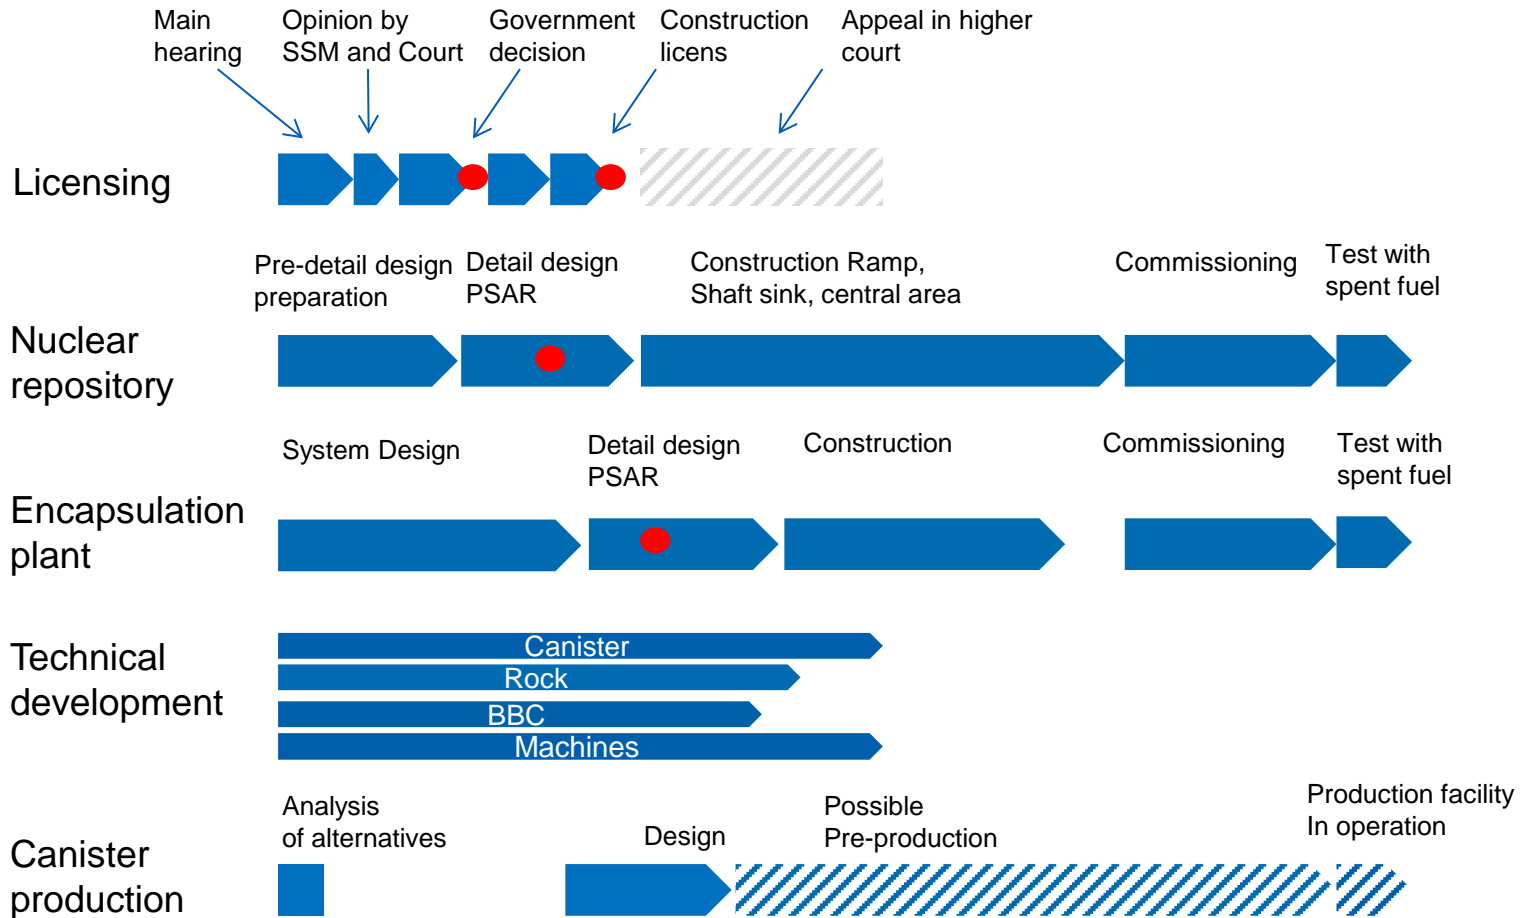 Main
hearing
Opinion by
SSM and Court
Government
decision
Construction
licens
Appeal in higher
court
Licensing
Pre-detail design
preparation
Detail design
PSAR
Construction Ramp,
Shaft sink, central area
Commissioning
Test with
spent fuel
Nuclear
repository
System Design
Detail design
PSAR
Construction
Commissioning
Test with
spent fuel
Encapsulation
plant
Technical
development
Canister
Rock
BBC
Machines
Analysis
of alternatives
Design
Possible
Pre-production
Production facility
In operation
Canister
production